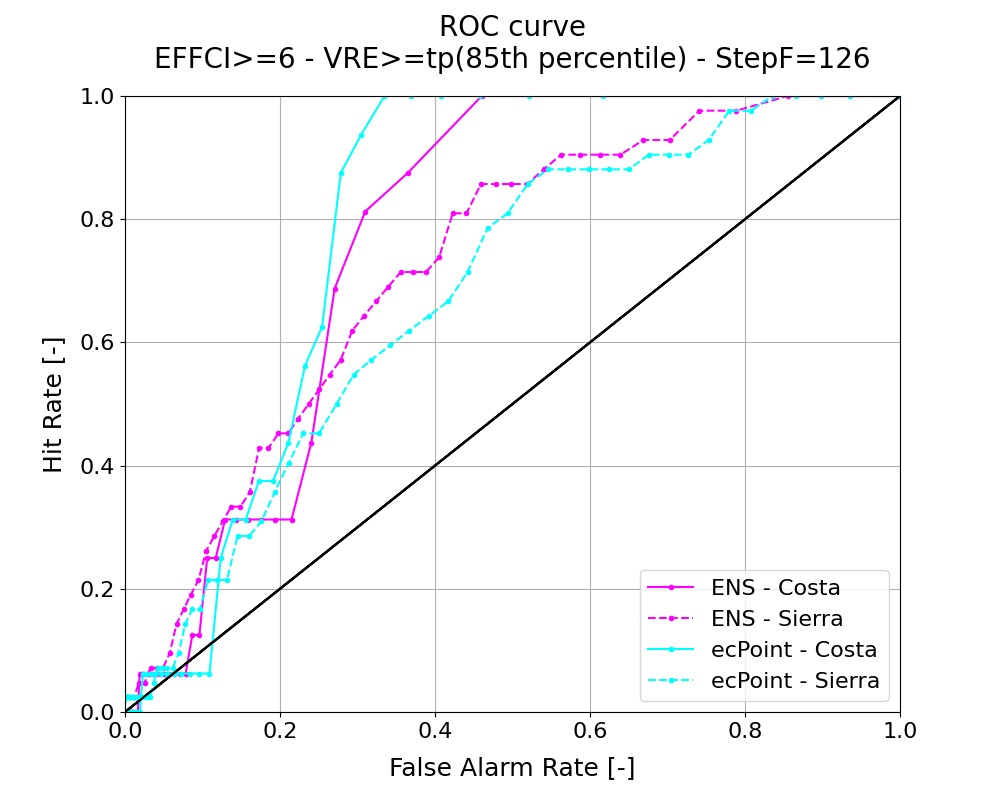 ROC curve
EFFCI>=6 - VRE>=tp(85th percentile) - StepF=126
1.0
0.8
0.6
0.4
0.2
0.0
Hit Rate [-]
0.0 0.2 0.4 0.6 0.8 1.0
False Alarm Rate [-]
ENS - Costa
ENS - Sierra
ecPoint - Costa
ecPoint - Sierra